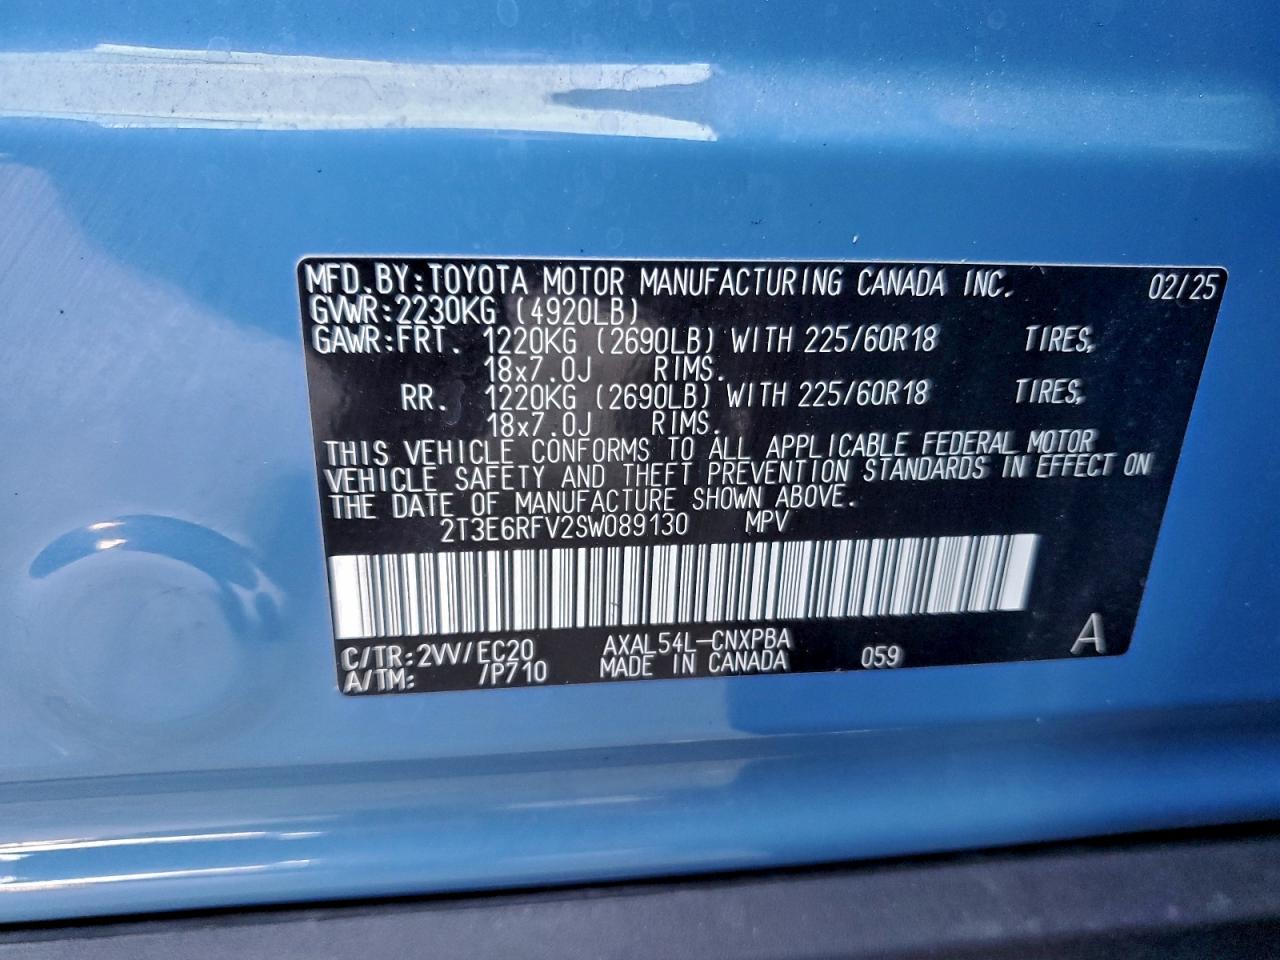 MFD.BY:TOYOTA MOTOR MANUFACTURING CANADA INC. 02/25
GVWR:2230KG (4920LB)
GAWR:FRT. 1220KG (2690LB) WITH 225/60R18 TIRES,
18x7.0J RIMS.
RR. 1220KG (2690LB) WITH 225/60R18 TIRES,
18x7.0J RIMS.
THIS VEHICLE CONFORMS TO ALL APPLICABLE FEDERAL MOTOR
VEHICLE SAFETY AND THEFT PREVENTION STANDARDS IN EFFECT ON
THE DATE OF MANUFACTURE SHOWN ABOVE.
2T3E6RFV2SW089130 MPV
C/TR:2VV/EC20 AXAL54L-CNXPBA
A/TM: /P710 MADE IN CANADA 059 A